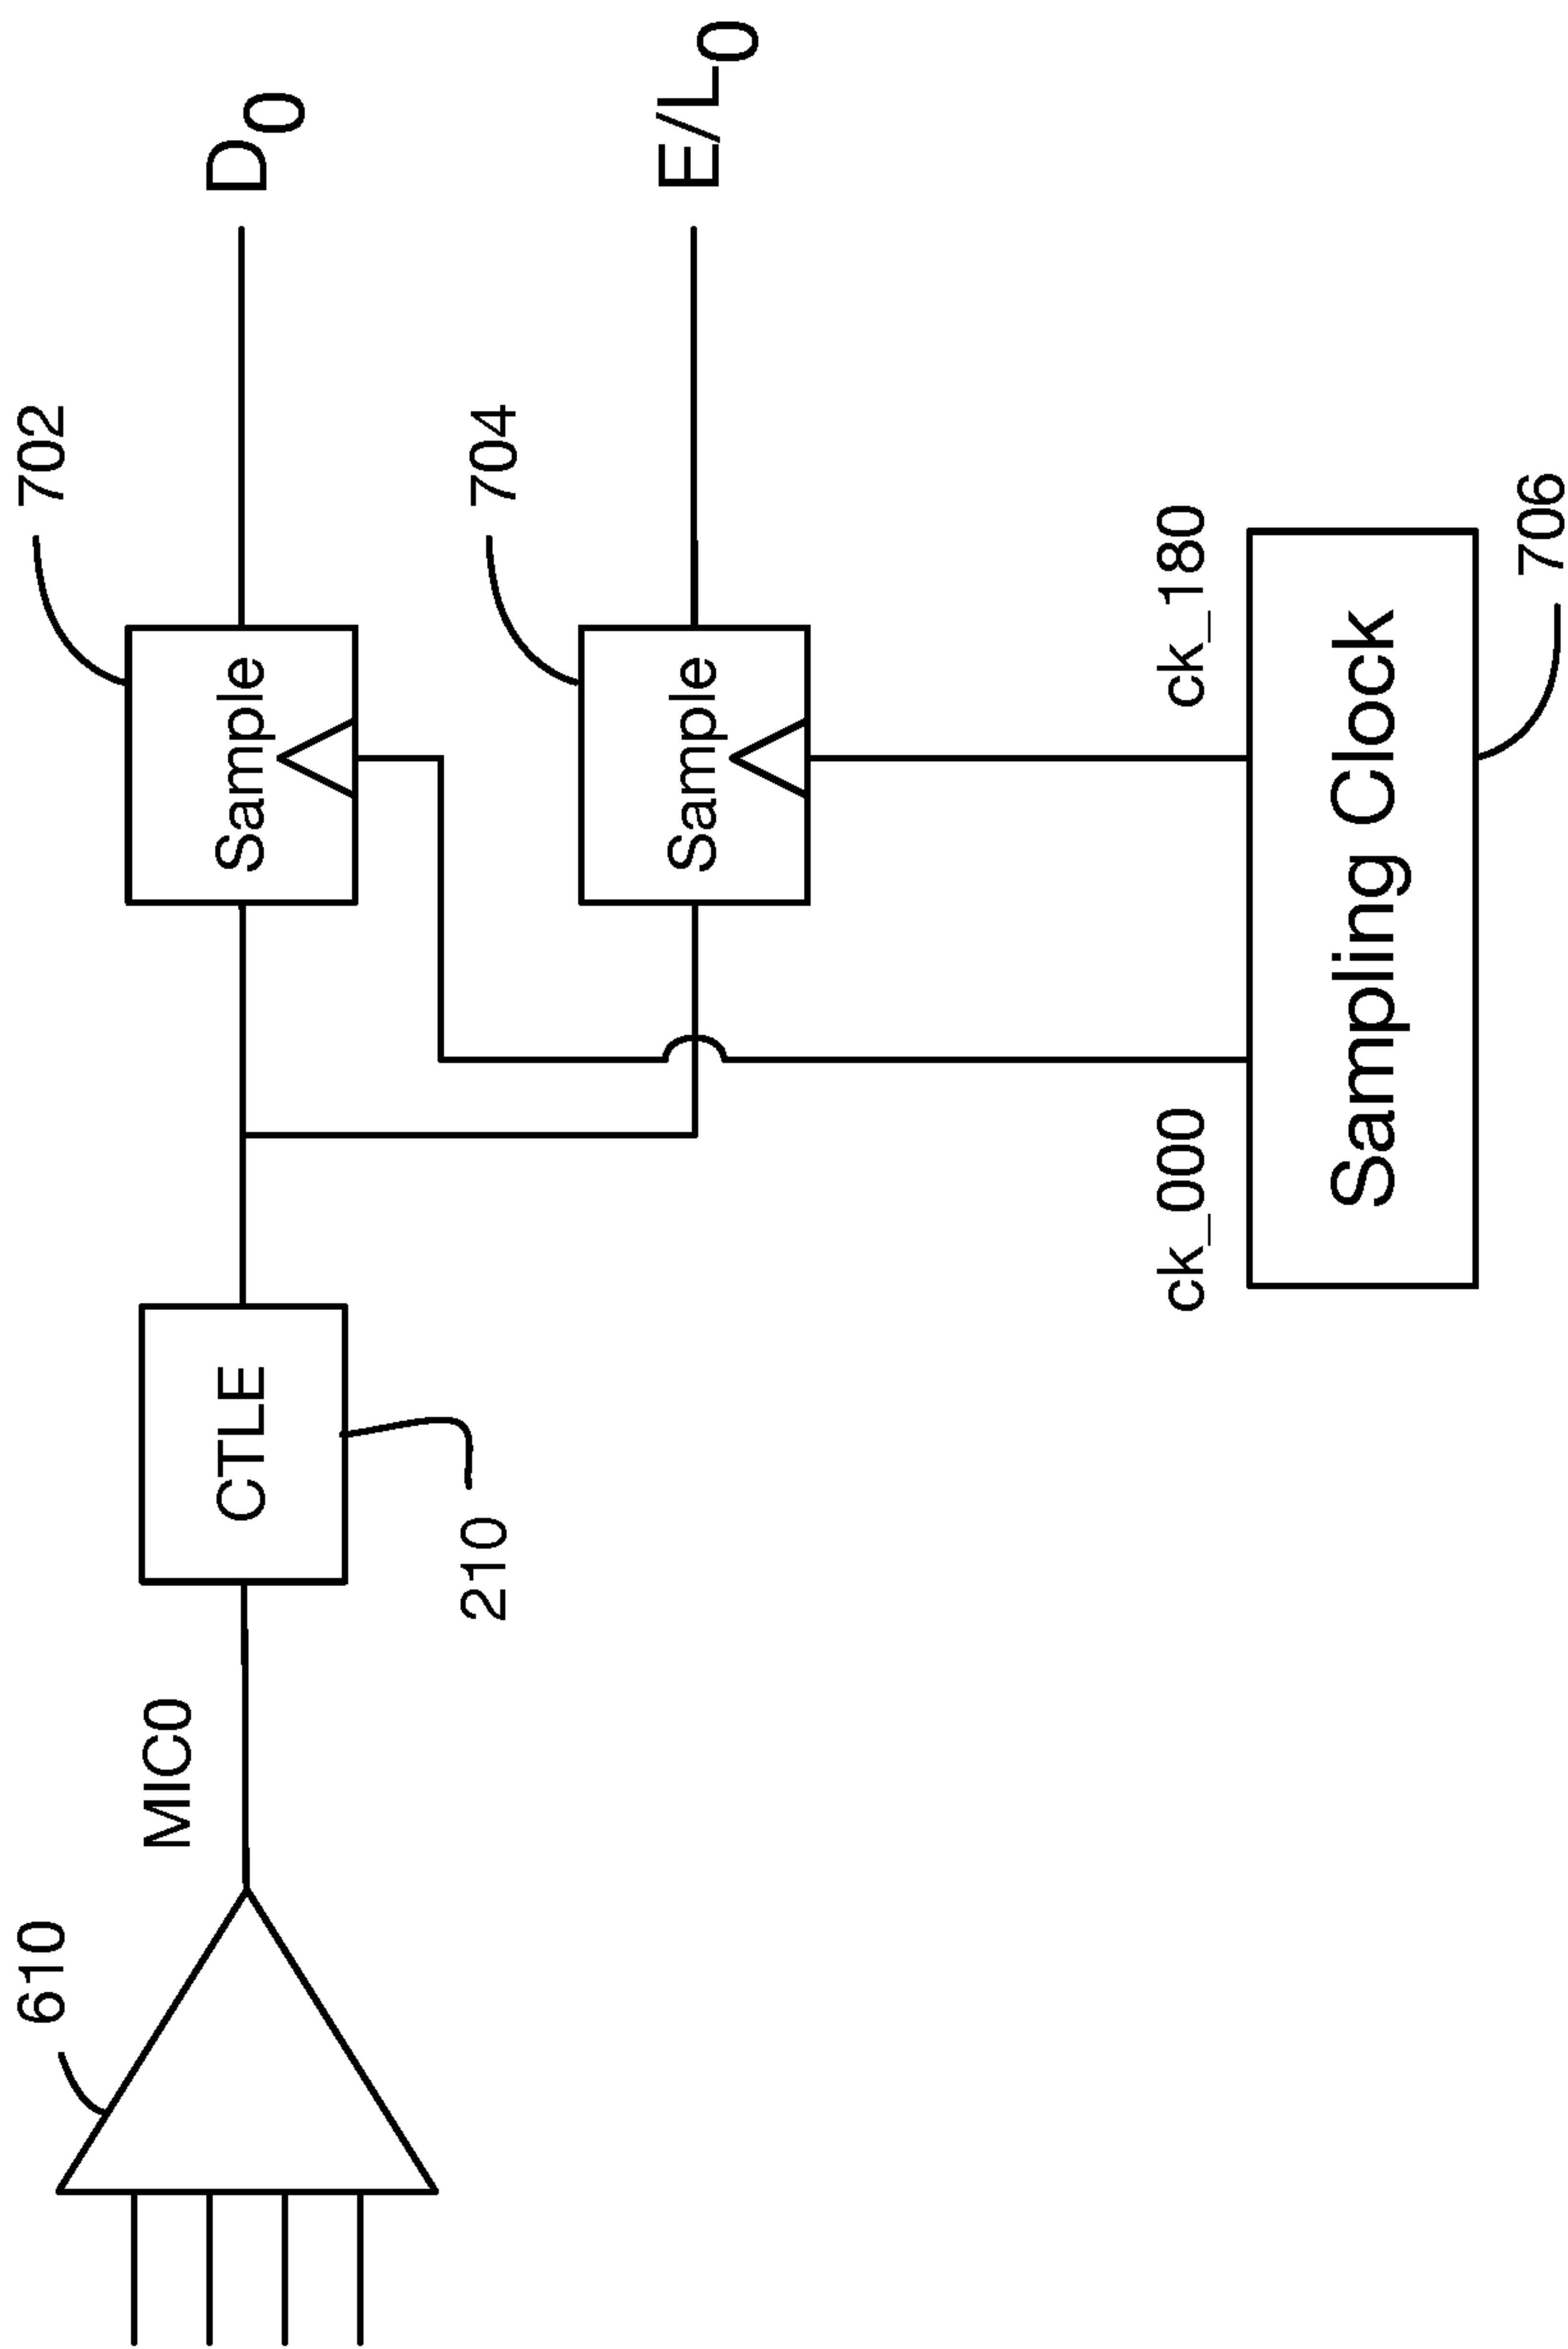 610
MIC0
CTLE
210
702
Sample
D0
704
Sample
E/L0
ck_000
ck_180
Sampling Clock
706